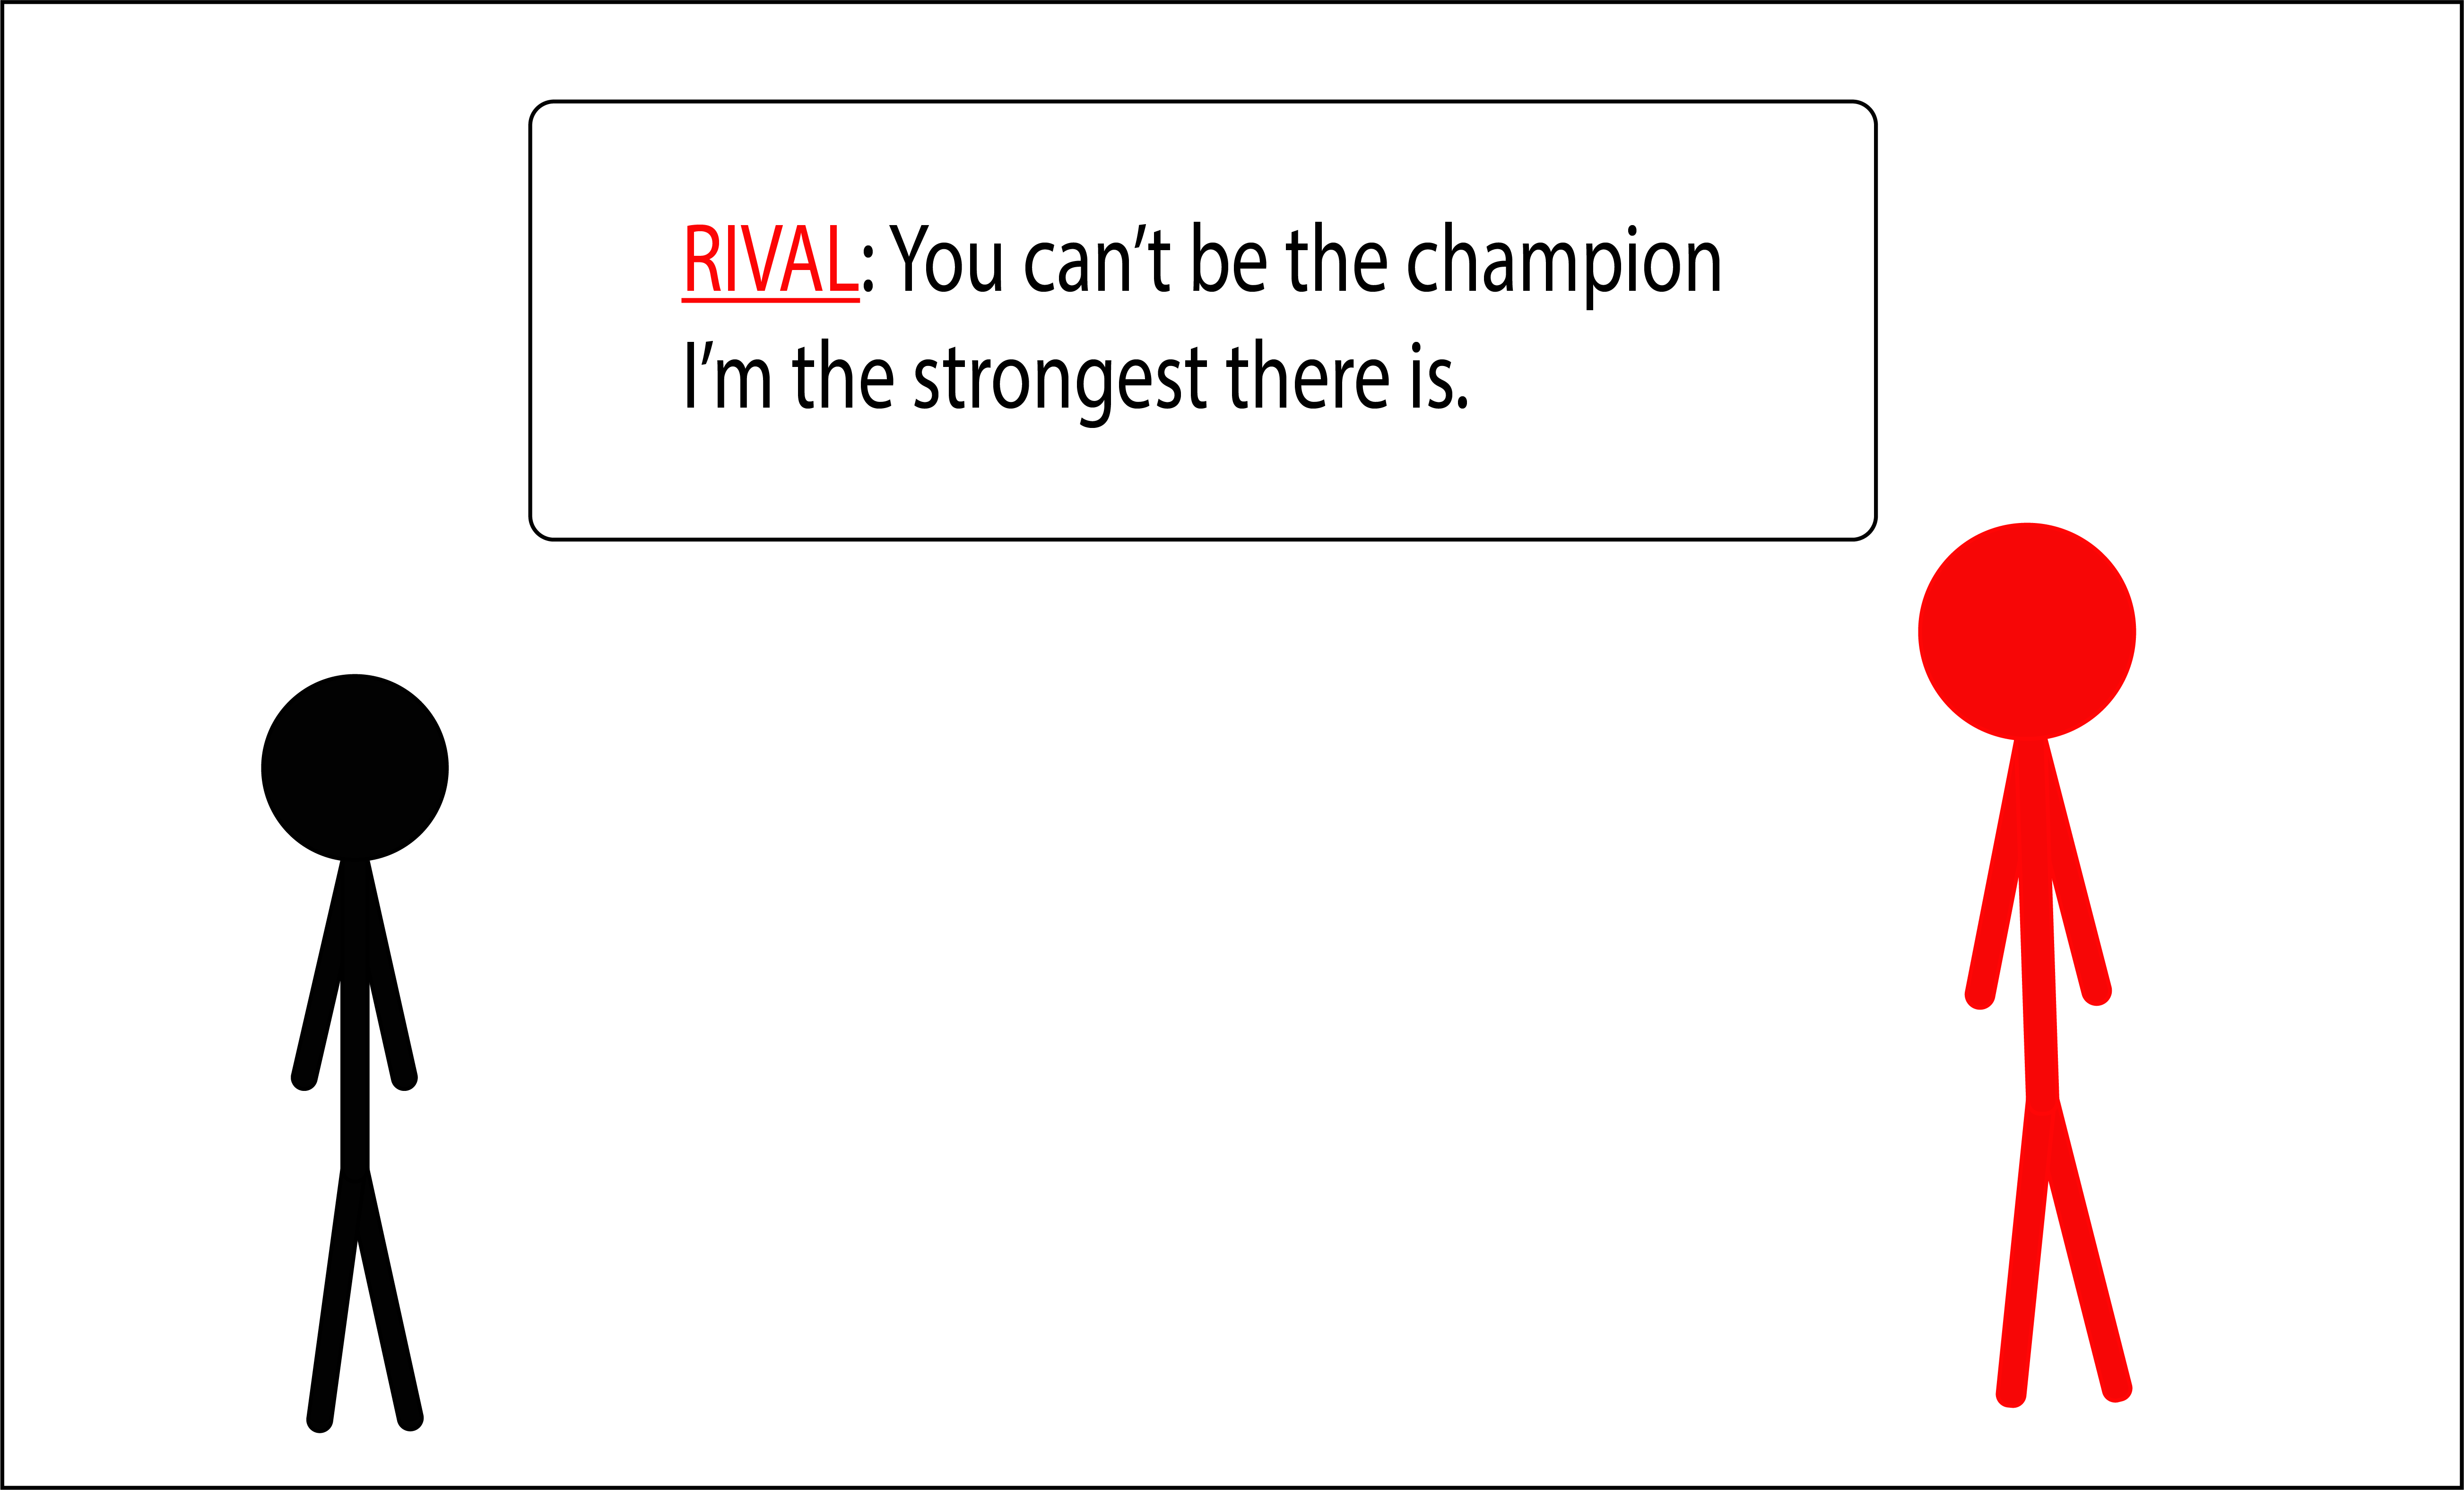 RIVAL: You can’t be the champion
I’m the strongest there is.